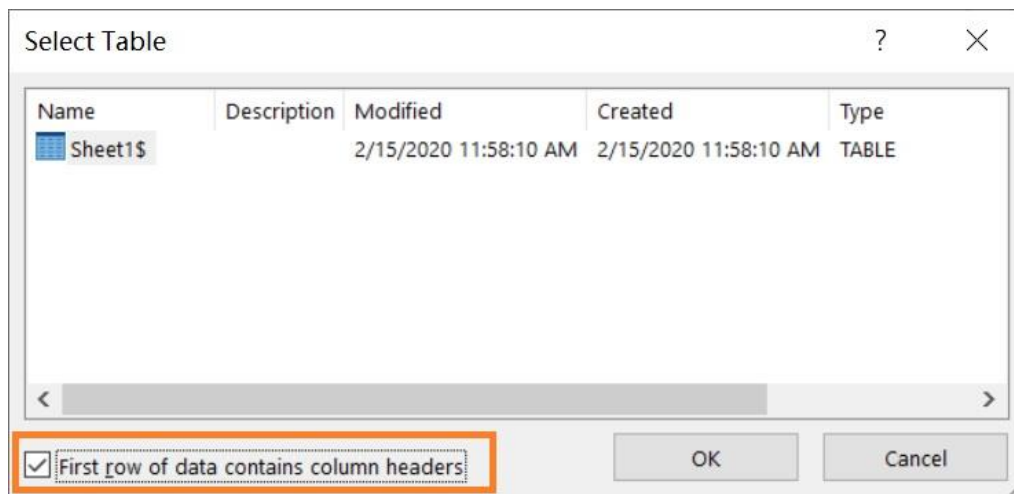 Select Table ?
Name Description Modified Created Type
Sheet1$ 2/15/2020 11:58:10 AM 2/15/2020 11:58:10 AM TABLE
First row of data contains column headers OK Cancel